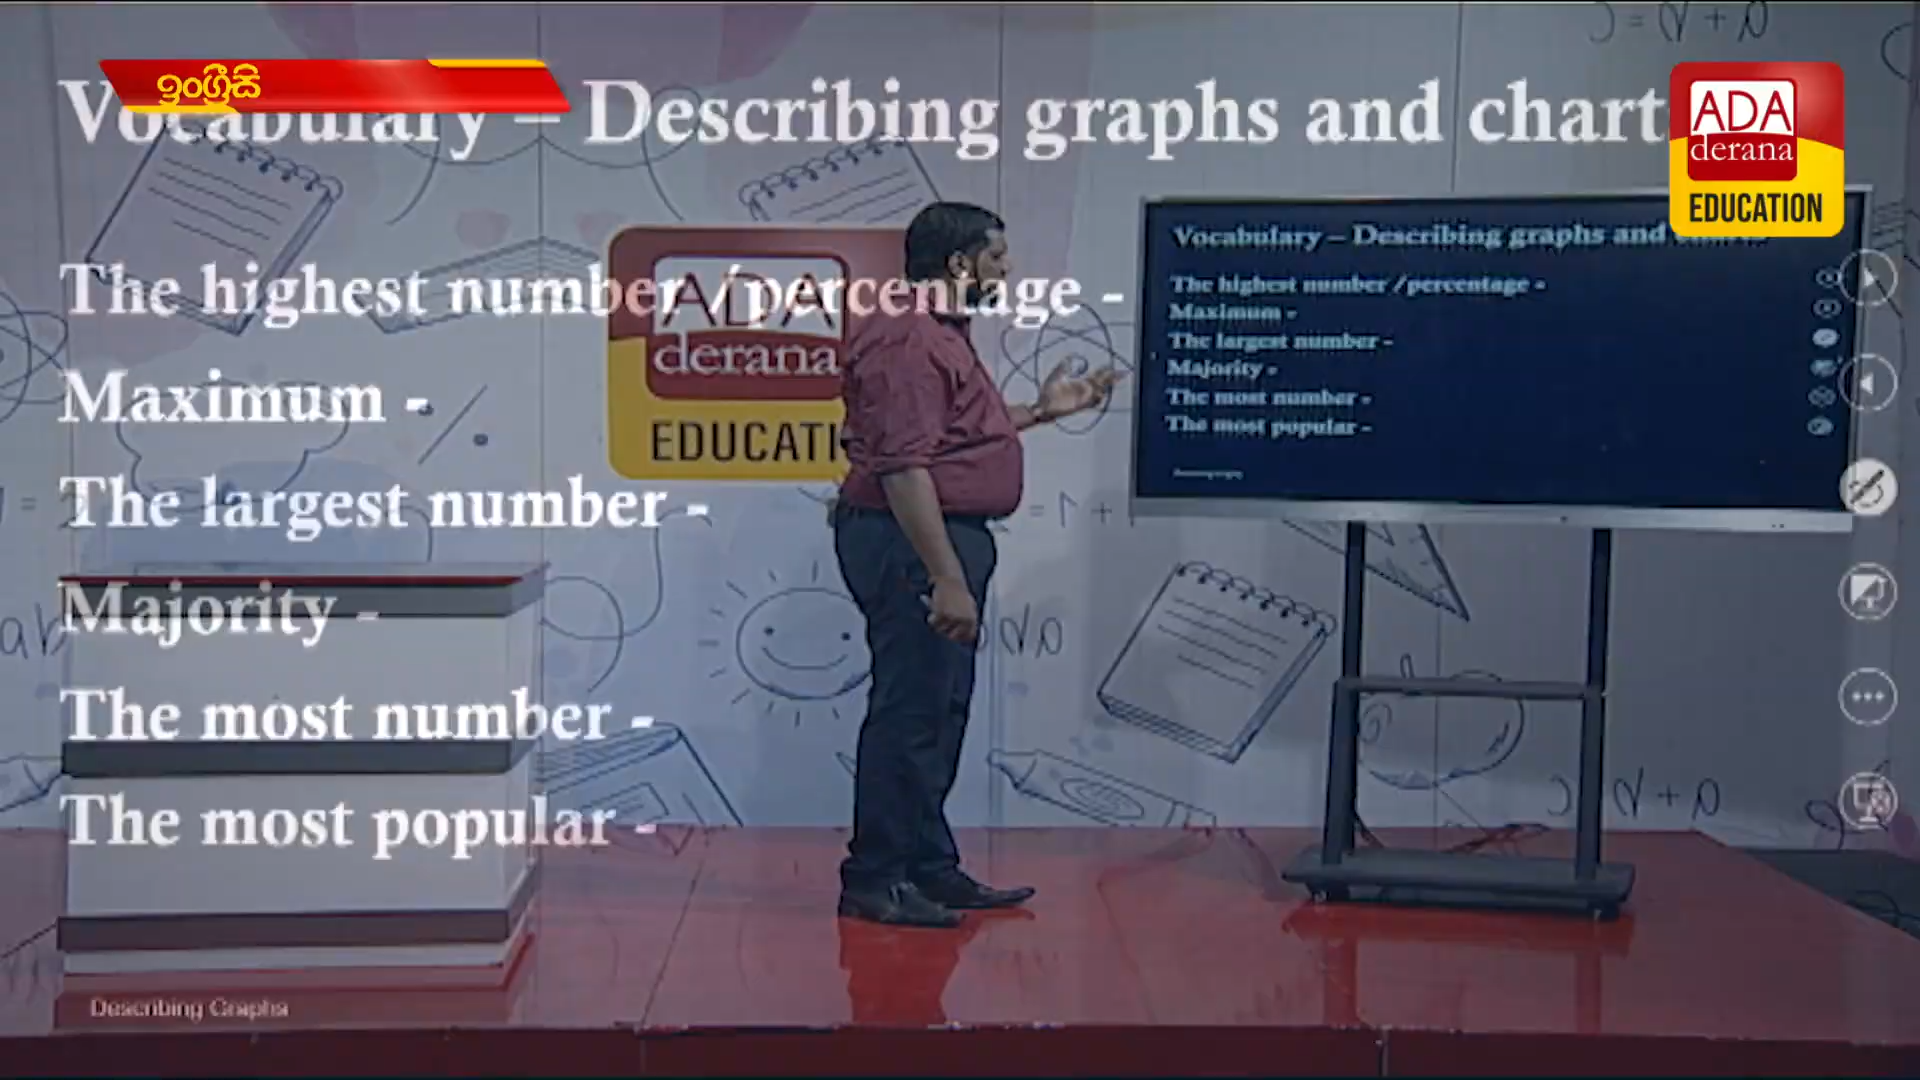 ඉංග්‍රීසි
Vocabulary – Describing graphs and chart
The highest number /percentage -
Maximum -
The largest number -
Majority -
The most number -
The most popular -
Describing Graphs
ADA
derana
EDUCATION
ADA
derana
EDUCATI
Vocabulary – Describing graphs and charts
The highest number /percentage -
Maximum -
The largest number -
Majority -
The most number -
The most popular -